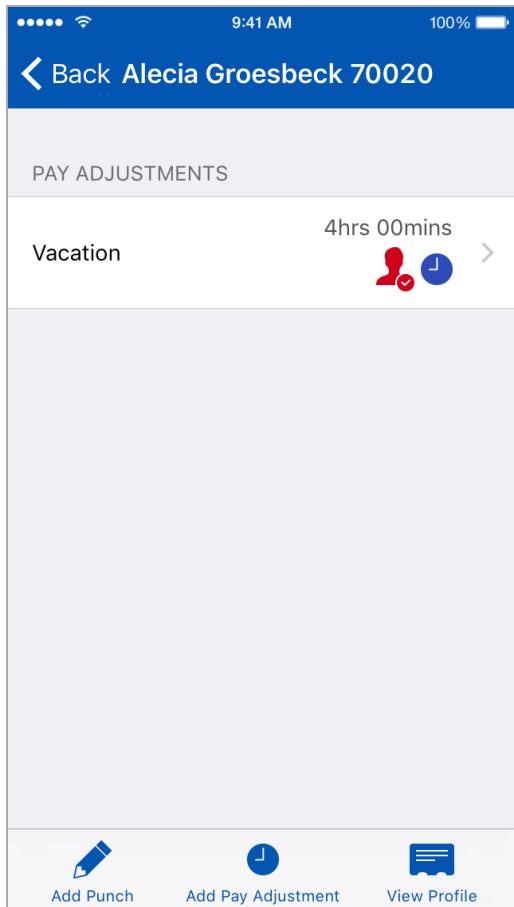 9:41 AM 100%
Back Alecia Groesbeck 70020
PAY ADJUSTMENTS
4hrs 00mins
Vacation
Add Punch Add Pay Adjustment View Profile